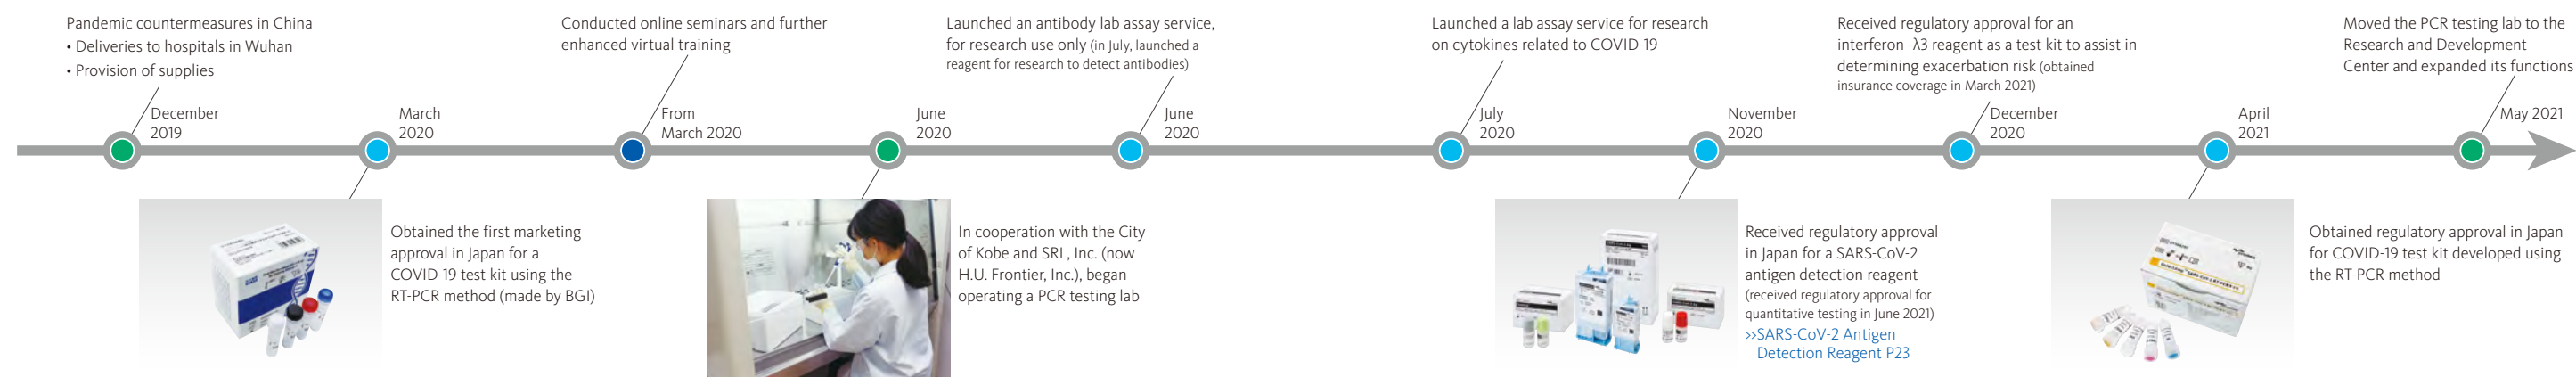 Pandemic countermeasures in China
• Deliveries to hospitals in Wuhan
• Provision of supplies
December
2019
March
2020
Obtained the first marketing
approval in Japan for a
COVID-19 test kit using the
RT-PCR method (made by BGI)
Conducted online seminars and further
enhanced virtual training
From
March 2020
June
2020
In cooperation with the City
of Kobe and SRL, Inc. (now
H.U. Frontier, Inc.), began
operating a PCR testing lab
Launched an antibody lab assay service,
for research use only (in July, launched a
reagent for research to detect antibodies)
June
2020
Launched a lab assay service for research
on cytokines related to COVID-19
July
2020
November
2020
Received regulatory approval
in Japan for a SARS-CoV-2
antigen detection reagent
(received regulatory approval for
quantitative testing in June 2021)
>>SARS-CoV-2 Antigen
Detection Reagent P23
Received regulatory approval for an
interferon -λ3 reagent as a test kit to assist in
determining exacerbation risk (obtained
insurance coverage in March 2021)
December
2020
April
2021
Obtained regulatory approval in Japan
for COVID-19 test kit developed using
the RT-PCR method
Moved the PCR testing lab to the
Research and Development
Center and expanded its functions
May 2021